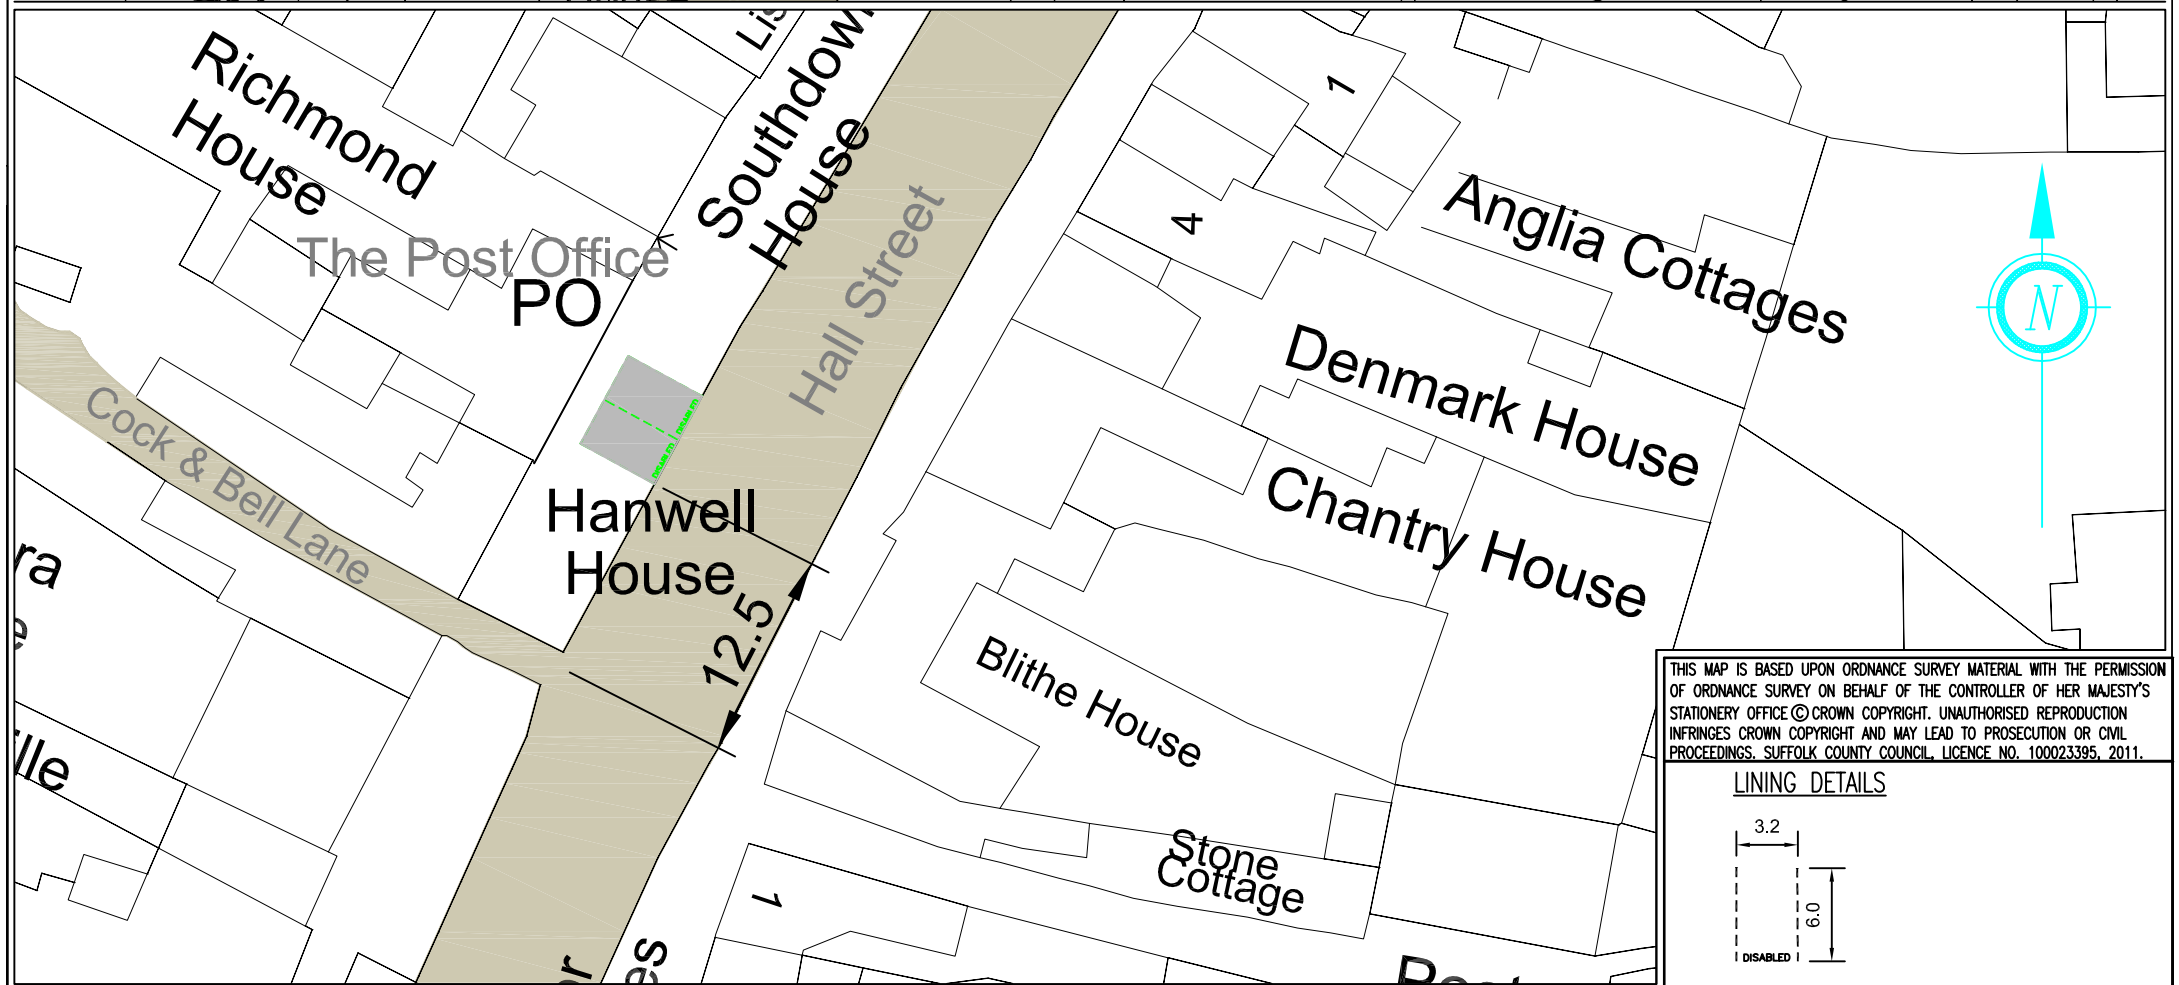 Richmond
House
Southdown
House
The Post Office
PO
Hall Street
1
4
Anglia Cottages
N
Denmark House
Chantry House
Cock & Bell Lane
Hanwell
House
12.5
Blithe House
Stone
Cottage
1
THIS MAP IS BASED UPON ORDNANCE SURVEY MATERIAL WITH THE PERMISSION
OF ORDNANCE SURVEY ON BEHALF OF THE CONTROLLER OF HER MAJESTY'S
STATIONERY OFFICE © CROWN COPYRIGHT. UNAUTHORISED REPRODUCTION
INFRINGES CROWN COPYRIGHT AND MAY LEAD TO PROSECUTION OR CIVIL
PROCEEDINGS. SUFFOLK COUNTY COUNCIL, LICENCE NO. 100023395, 2011.
LINING DETAILS
3.2
6.0
DISABLED